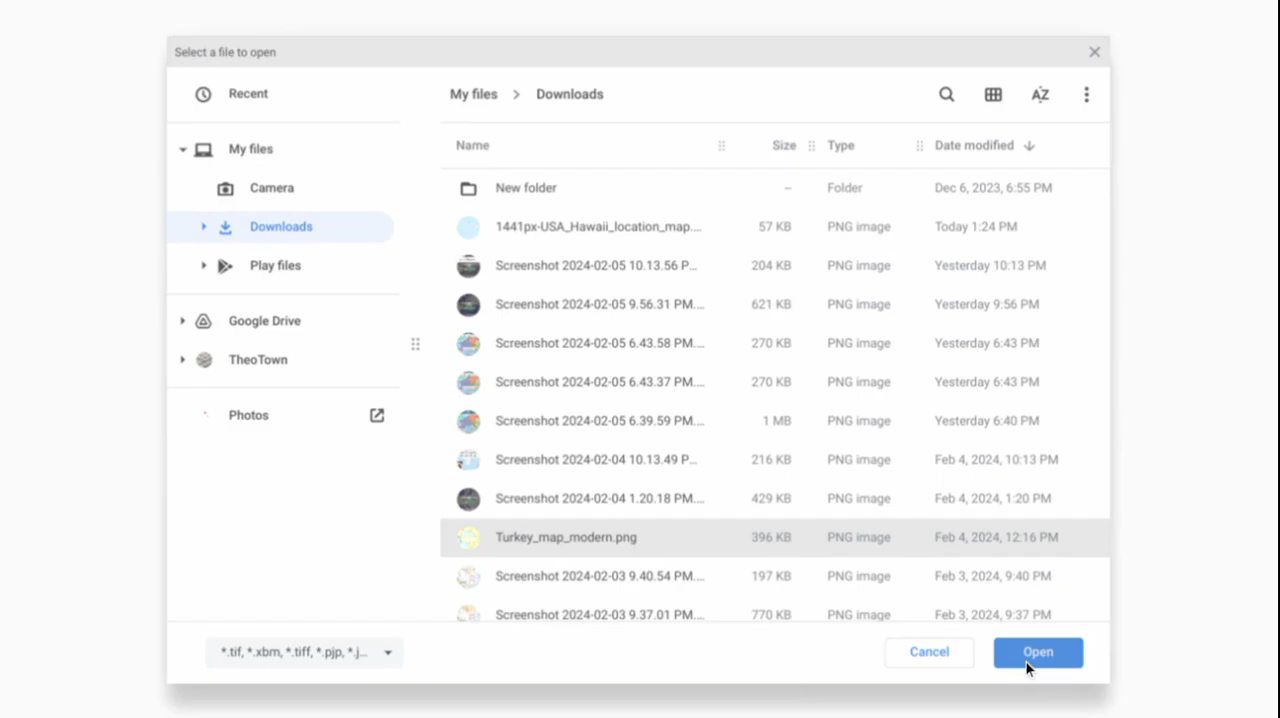 Select a file to open
Recent
My files
Camera
Downloads
Play files
Google Drive
TheoTown
Photos
My files > Downloads
AZ
Name Size Type Date modified
New folder – Folder Dec 6, 2023, 6:55 PM
1441px-USA_Hawaii_location_map.... 57 KB PNG image Today 1:24 PM
Screenshot 2024-02-05 10.13.56 P... 204 KB PNG image Yesterday 10:13 PM
Screenshot 2024-02-05 9.56.31 PM.... 621 KB PNG image Yesterday 9:56 PM
Screenshot 2024-02-05 6.43.58 PM.... 270 KB PNG image Yesterday 6:43 PM
Screenshot 2024-02-05 6.43.37 PM.... 270 KB PNG image Yesterday 6:43 PM
Screenshot 2024-02-05 6.39.59 PM.... 1 MB PNG image Yesterday 6:40 PM
Screenshot 2024-02-04 10.13.49 P... 216 KB PNG image Feb 4, 2024, 10:13 PM
Screenshot 2024-02-04 1.20.18 PM.... 429 KB PNG image Feb 4, 2024, 1:20 PM
Turkey_map_modern.png 396 KB PNG image Feb 4, 2024, 12:16 PM
Screenshot 2024-02-03 9.40.54 PM.... 197 KB PNG image Feb 3, 2024, 9:40 PM
Screenshot 2024-02-03 9.37.01 PM.... 770 KB PNG image Feb 3, 2024, 9:37 PM
*.tif, *.xbm, *.tiff, *.pjp, *.j...
Cancel
Open